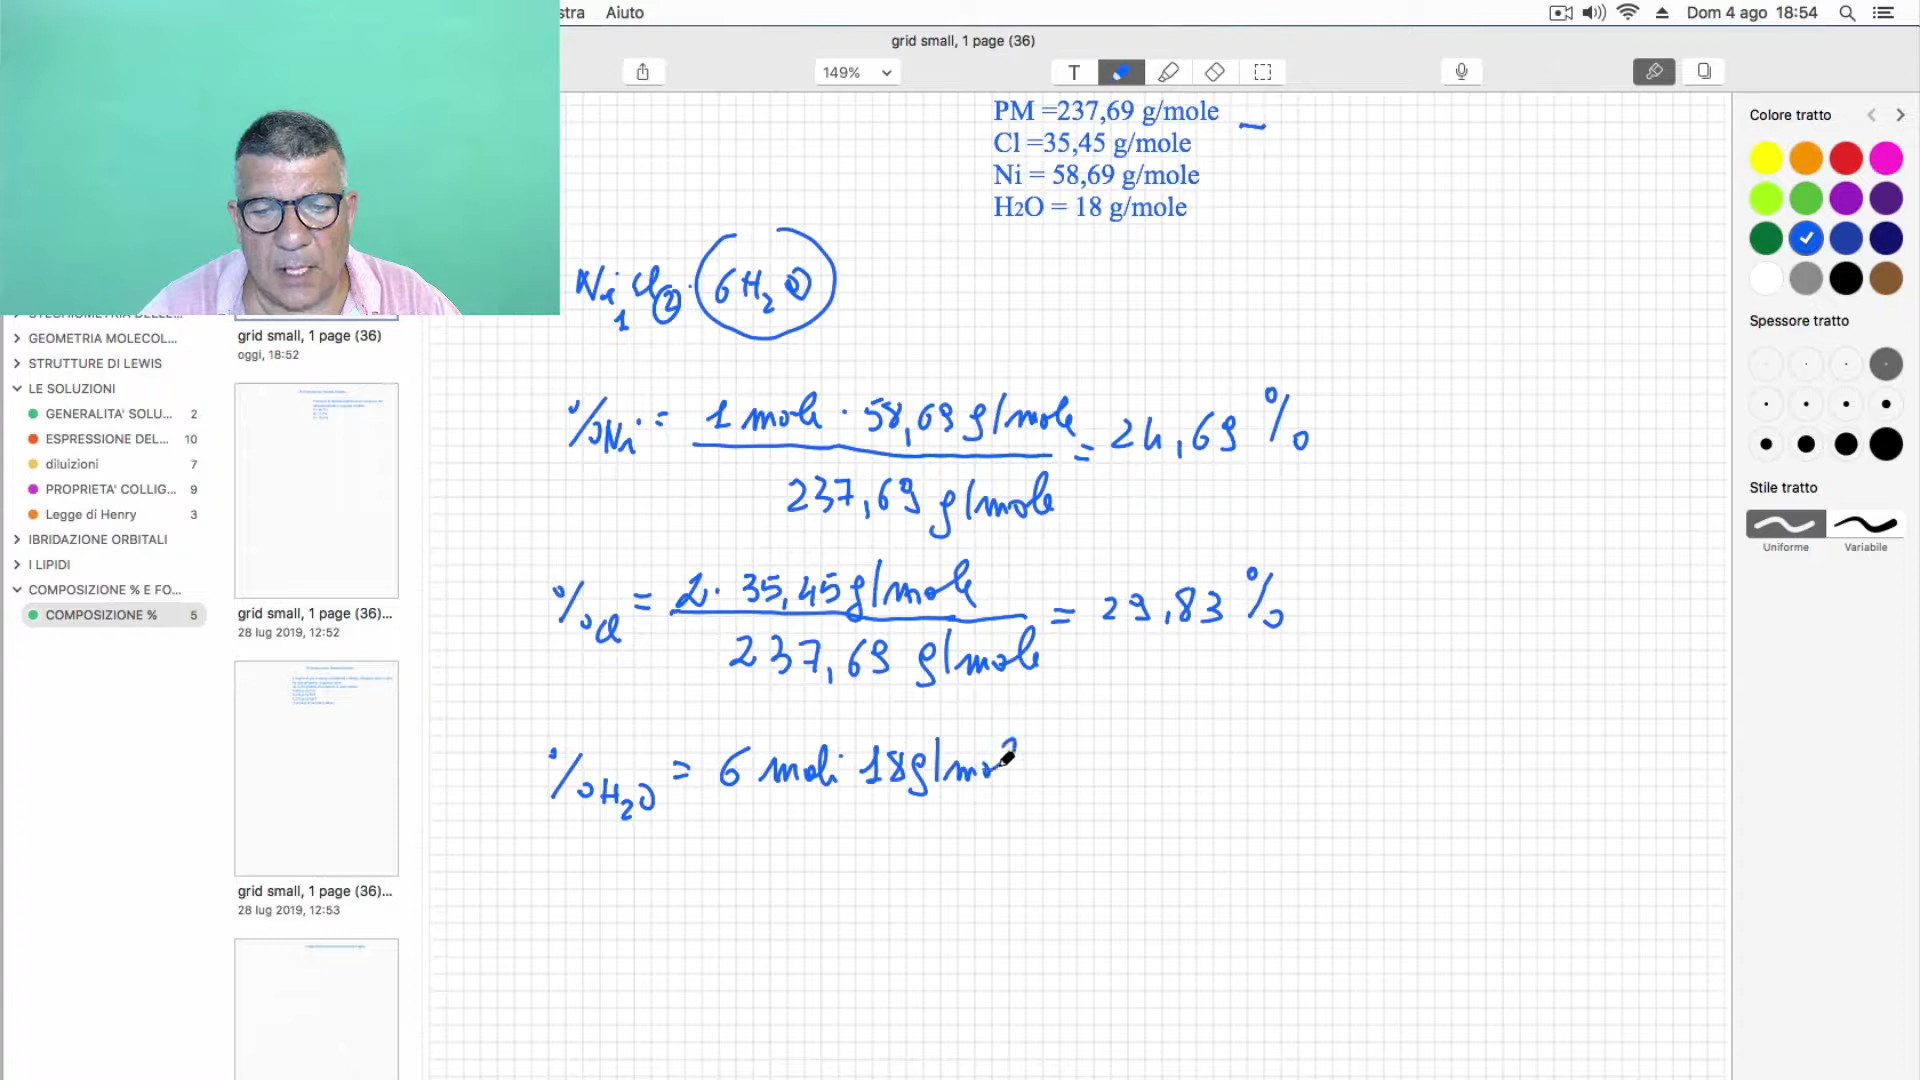 stra Aiuto Dom 4 ago 18:54
grid small, 1 page (36)
149% T
PM =237,69 g/mole
Cl =35,45 g/mole
Ni = 58,69 g/mole
H2O = 18 g/mole
Ni1Cl2 · 6H2O
%Ni = 1 mole · 58,69 g/mole = 24,69 %
237,69 g/mole
%Cl = 2 · 35,45 g/mole = 29,83 %
237,69 g/mole
%H2O = 6 moli · 18 g/mo
GEOMETRIA MOLECOL...
STRUTTURE DI LEWIS
LE SOLUZIONI
GENERALITA' SOLU... 2
ESPRESSIONE DEL... 10
diluizioni 7
PROPRIETA' COLLIG... 9
Legge di Henry 3
IBRIDAZIONE ORBITALI
I LIPIDI
COMPOSIZIONE % E FO...
COMPOSIZIONE % 5
grid small, 1 page (36)
oggi, 18:52
grid small, 1 page (36)...
28 lug 2019, 12:52
grid small, 1 page (36)...
28 lug 2019, 12:53
Colore tratto
Spessore tratto
Stile tratto
Uniforme Variabile